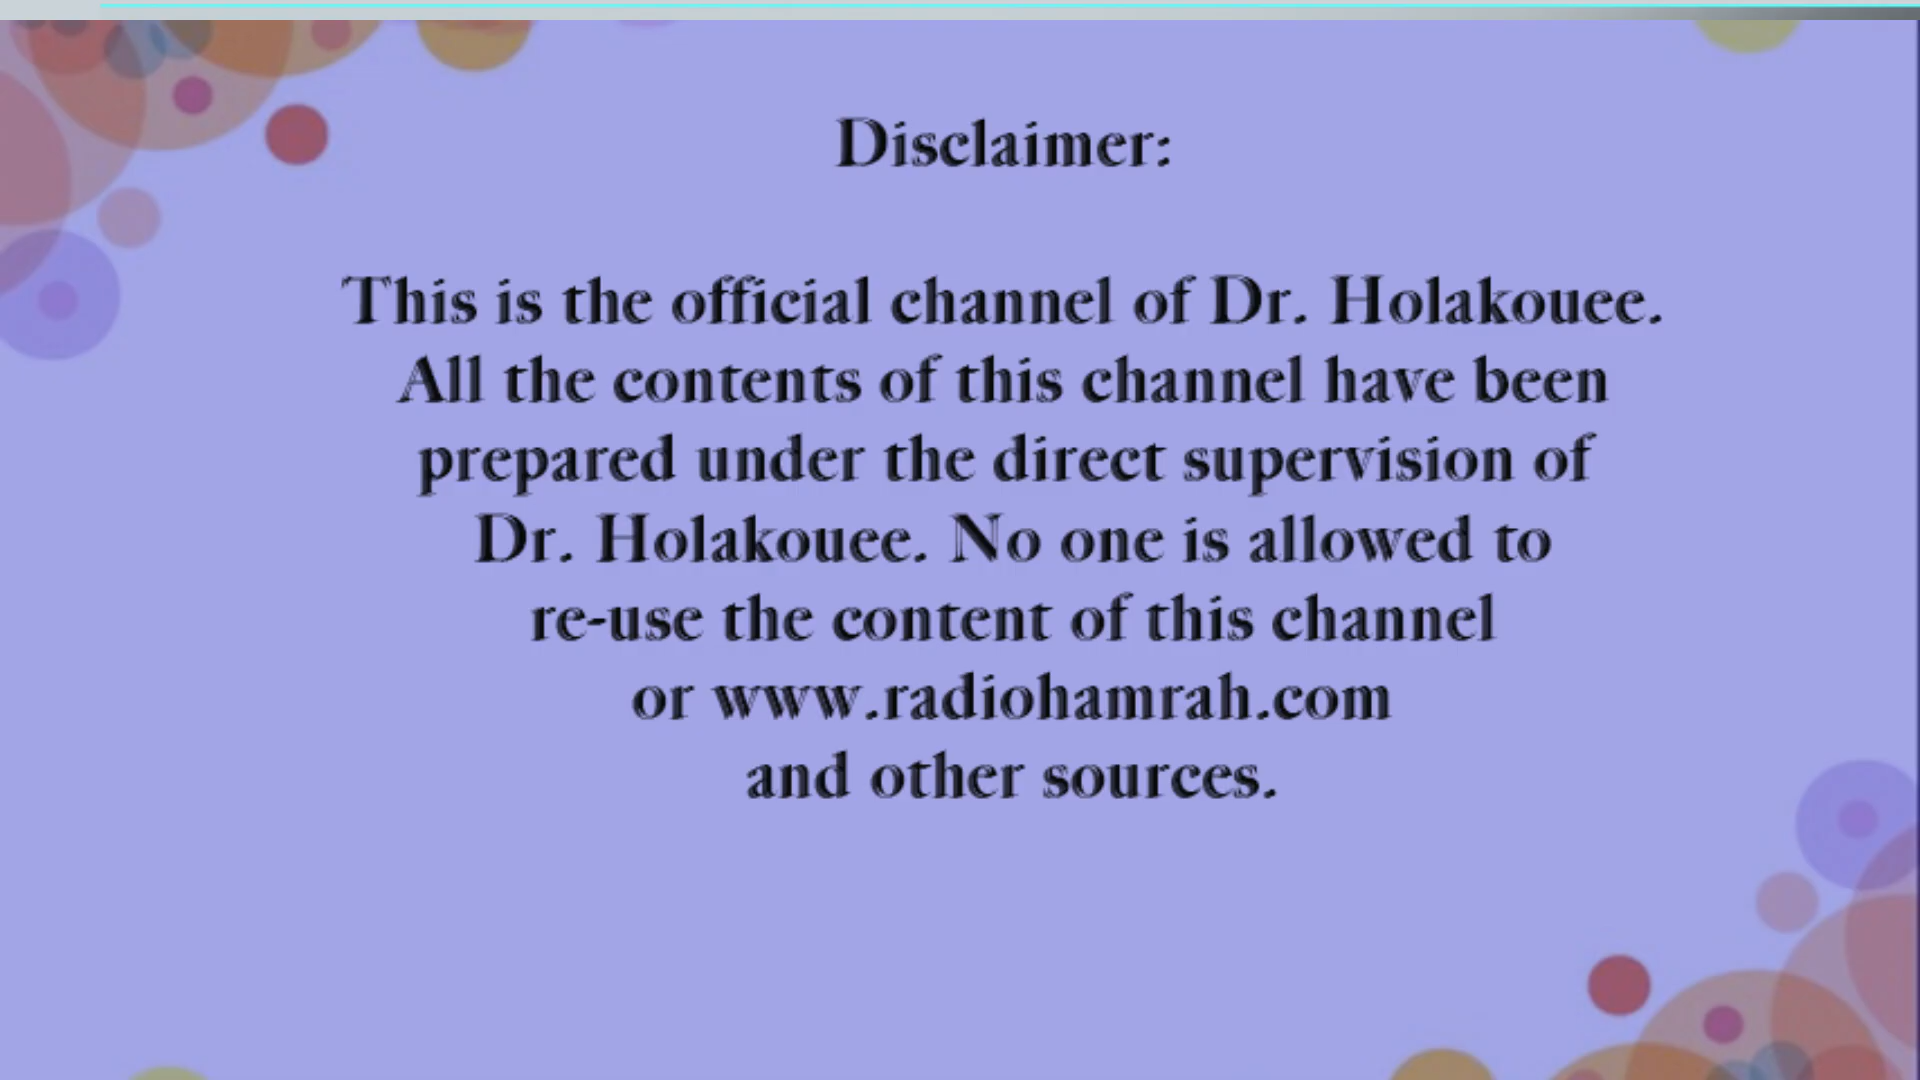 Disclaimer:
This is the official channel of Dr. Holakouee.
All the contents of this channel have been
prepared under the direct supervision of
Dr. Holakouee. No one is allowed to
re-use the content of this channel
or www.radiohamrah.com
and other sources.